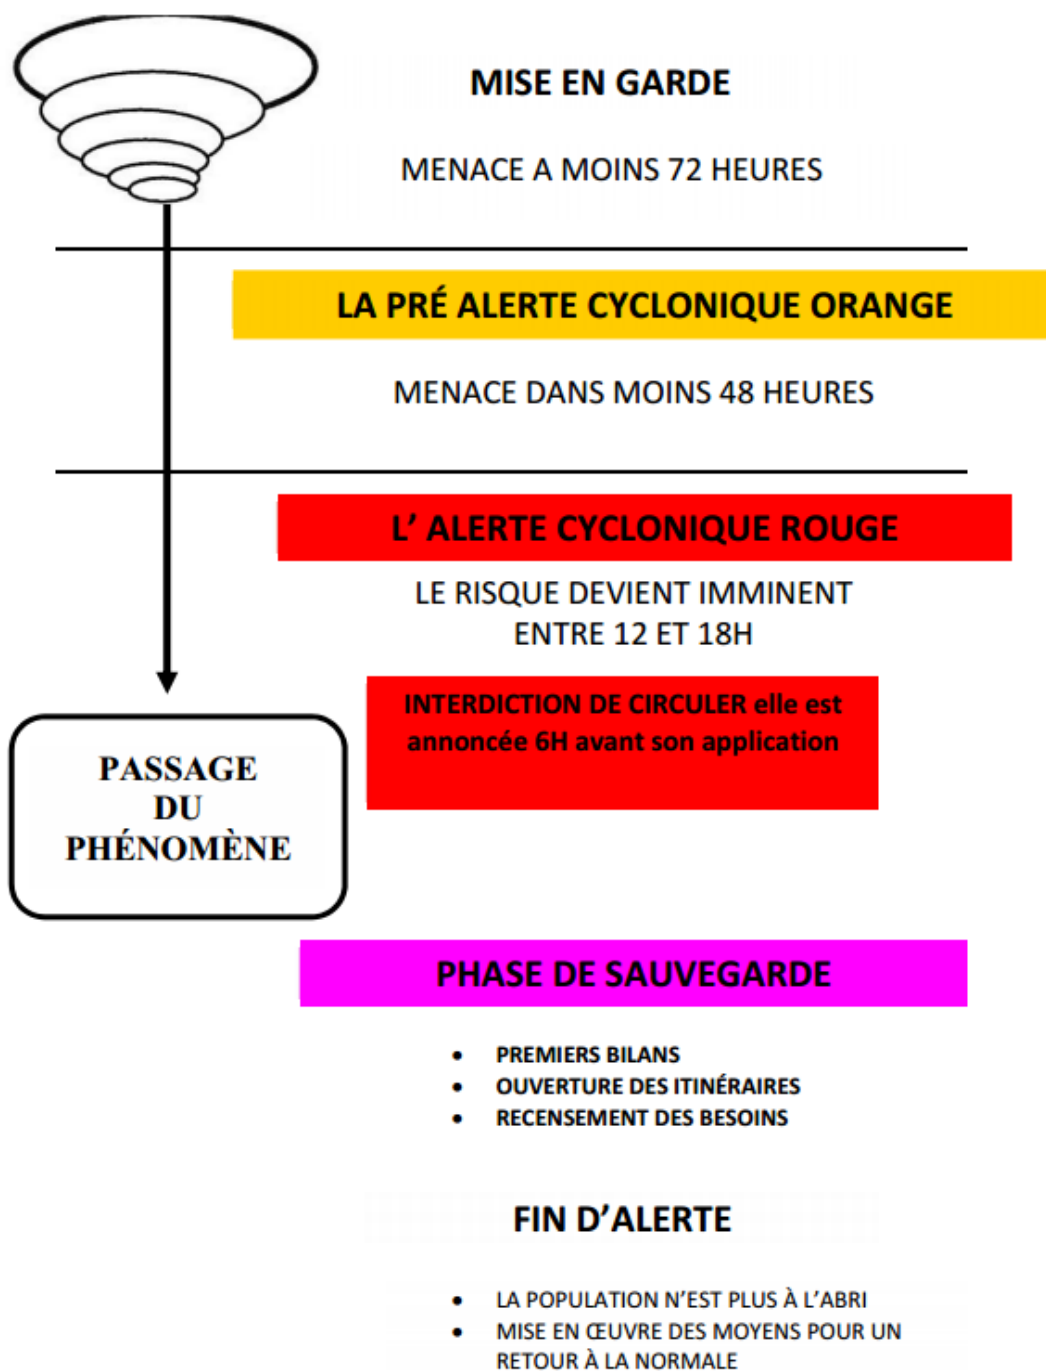 MISE EN GARDE
MENACE A MOINS 72 HEURES
LA PRÉ ALERTE CYCLONIQUE ORANGE
MENACE DANS MOINS 48 HEURES
L’ ALERTE CYCLONIQUE ROUGE
LE RISQUE DEVIENT IMMINENT
ENTRE 12 ET 18H
INTERDICTION DE CIRCULER elle est
annoncée 6H avant son application
PASSAGE
DU
PHÉNOMÈNE
PHASE DE SAUVEGARDE
• PREMIERS BILANS
• OUVERTURE DES ITINÉRAIRES
• RECENSEMENT DES BESOINS
FIN D’ALERTE
• LA POPULATION N’EST PLUS À L’ABRI
• MISE EN ŒUVRE DES MOYENS POUR UN
RETOUR À LA NORMALE